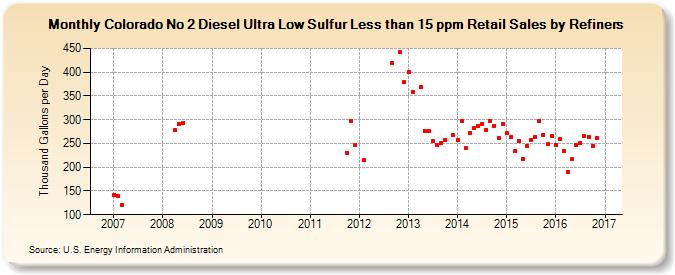 Monthly Colorado No 2 Diesel Ultra Low Sulfur Less than 15 ppm Retail Sales by Refiners
Thousand Gallons per Day
450
400
350
300
250
200
150
100
2007 2008 2009 2010 2011 2012 2013 2014 2015 2016 2017
Source: U.S. Energy Information Administration